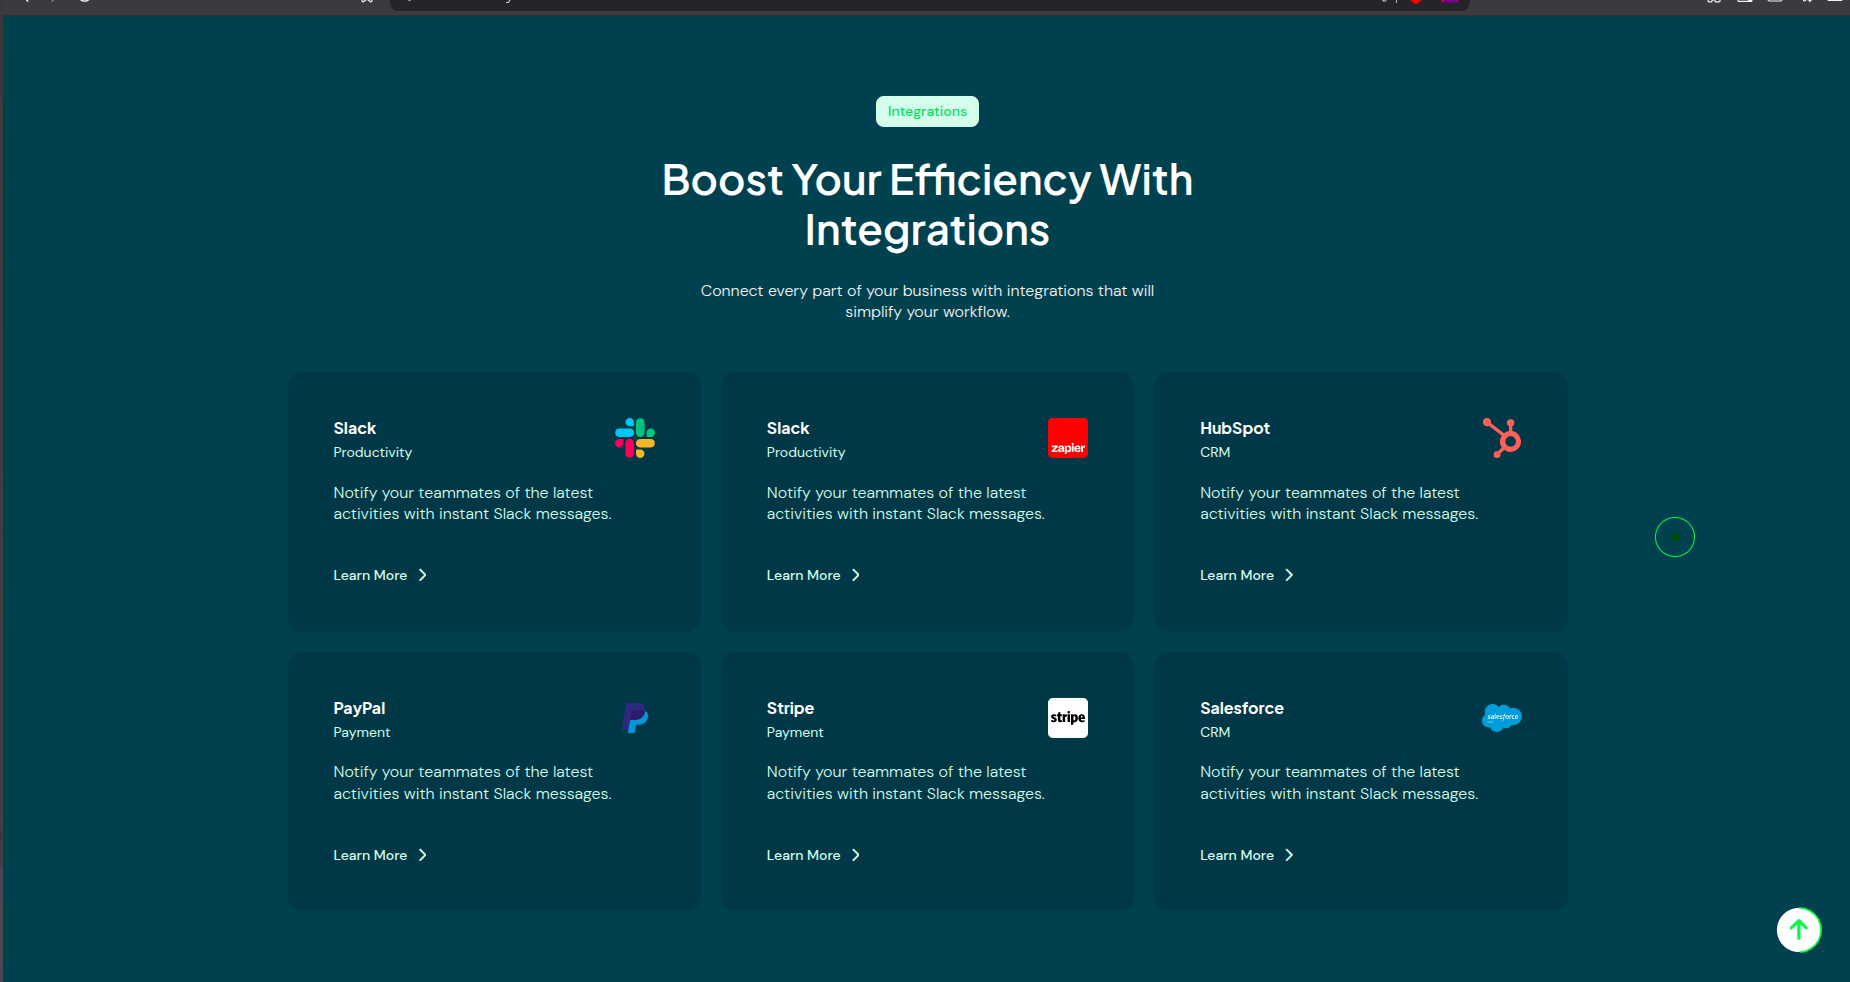 Integrations
Boost Your Efficiency With
Integrations
Connect every part of your business with integrations that will
simplify your workflow.
Slack
Productivity
Notify your teammates of the latest
activities with instant Slack messages.
Learn More
Slack
Productivity
zapier
Notify your teammates of the latest
activities with instant Slack messages.
Learn More
HubSpot
CRM
Notify your teammates of the latest
activities with instant Slack messages.
Learn More
PayPal
Payment
Notify your teammates of the latest
activities with instant Slack messages.
Learn More
Stripe
Payment
stripe
Notify your teammates of the latest
activities with instant Slack messages.
Learn More
Salesforce
CRM
salesforce
Notify your teammates of the latest
activities with instant Slack messages.
Learn More